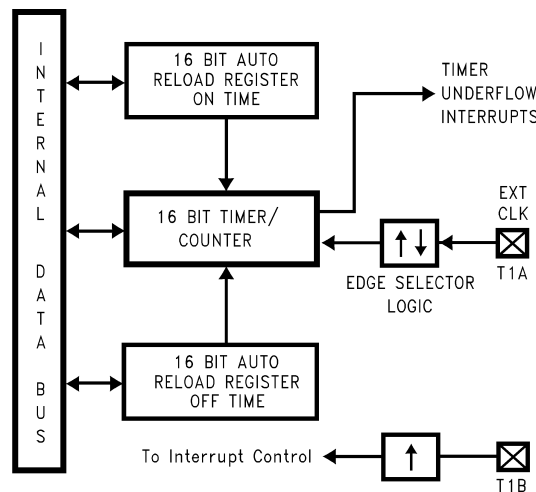 INTERNAL DATA BUS
16 BIT AUTO
RELOAD REGISTER
ON TIME
TIMER
UNDERFLOW
INTERRUPTS
16 BIT TIMER/
COUNTER
EXT
CLK
T1A
EDGE SELECTOR
LOGIC
16 BIT AUTO
RELOAD REGISTER
OFF TIME
To Interrupt Control
T1B